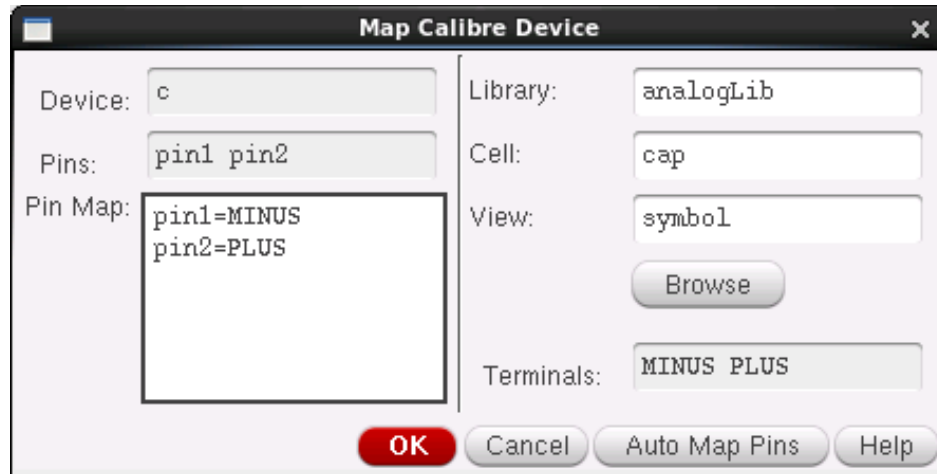 Map Calibre Device
Device: c
Pins: pin1 pin2
Pin Map: pin1=MINUS
pin2=PLUS
Library: analogLib
Cell: cap
View: symbol
Browse
Terminals: MINUS PLUS
OK Cancel Auto Map Pins Help